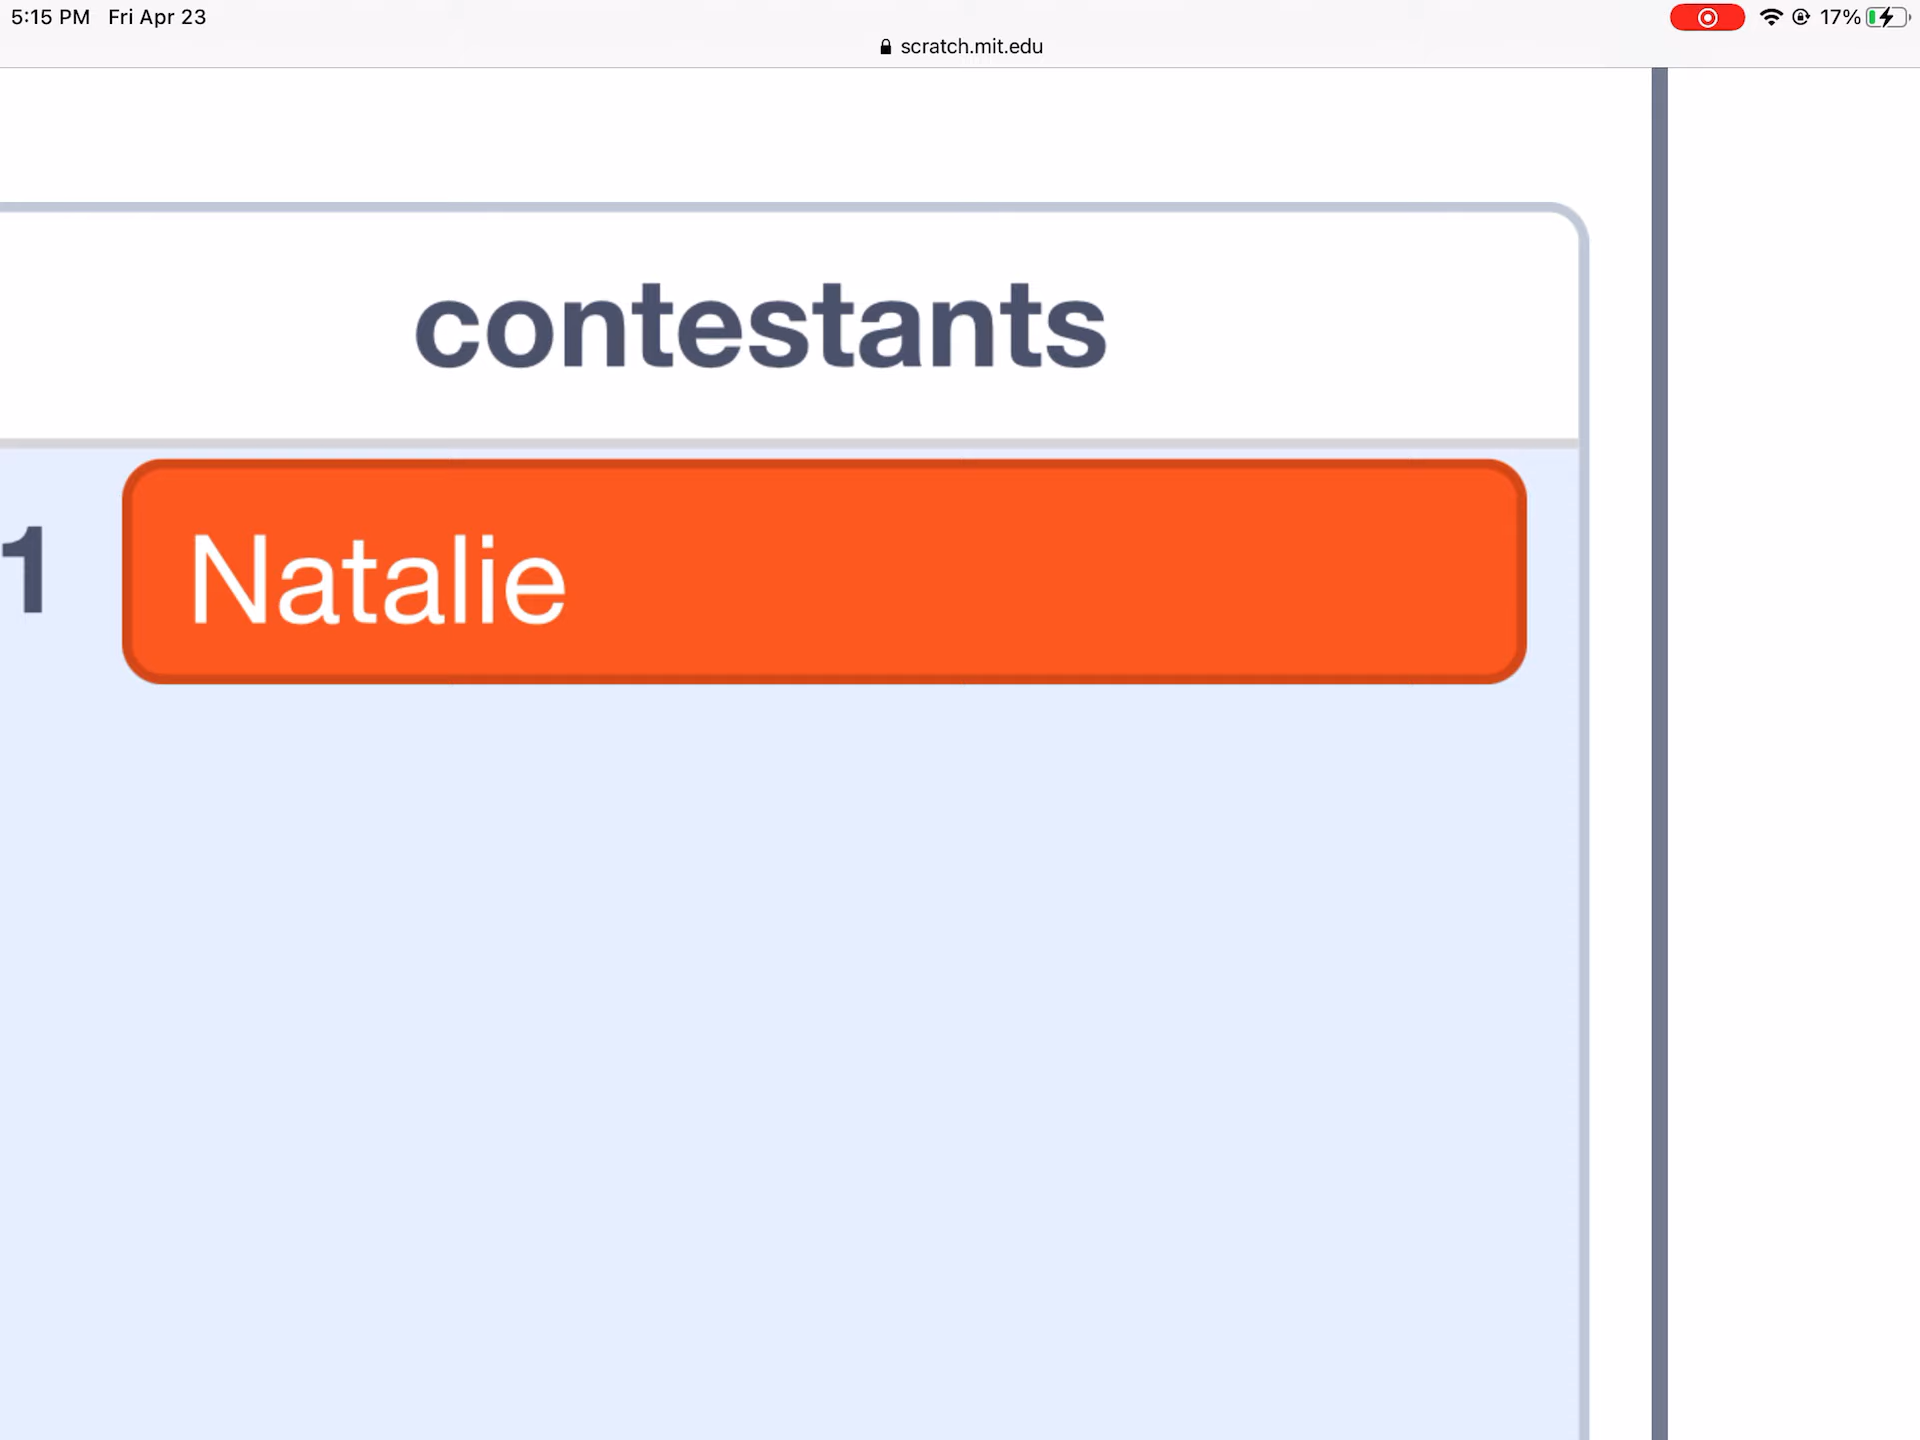 5:15 PM Fri Apr 23
17%
scratch.mit.edu
contestants
1 Natalie